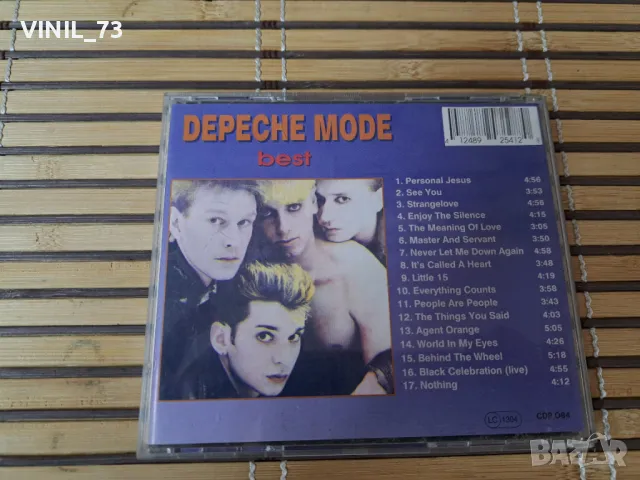 VINIL_73
DEPECHE MODE
best
12489 25412
1. Personal Jesus 4:56
2. See You 3:53
3. Strangelove 4:56
4. Enjoy The Silence 4:15
5. The Meaning Of Love 3:05
6. Master And Servant 3:50
7. Never Let Me Down Again 4:58
8. It's Called A Heart 3:48
9. Little 15 4:19
10. Everything Counts 3:58
11. People Are People 3:43
12. The Things You Said 4:03
13. Agent Orange 5:05
14. World In My Eyes 4:26
15. Behind The Wheel 5:18
16. Black Celebration (live) 4:55
17. Nothing 4:12
LC
BAZAR